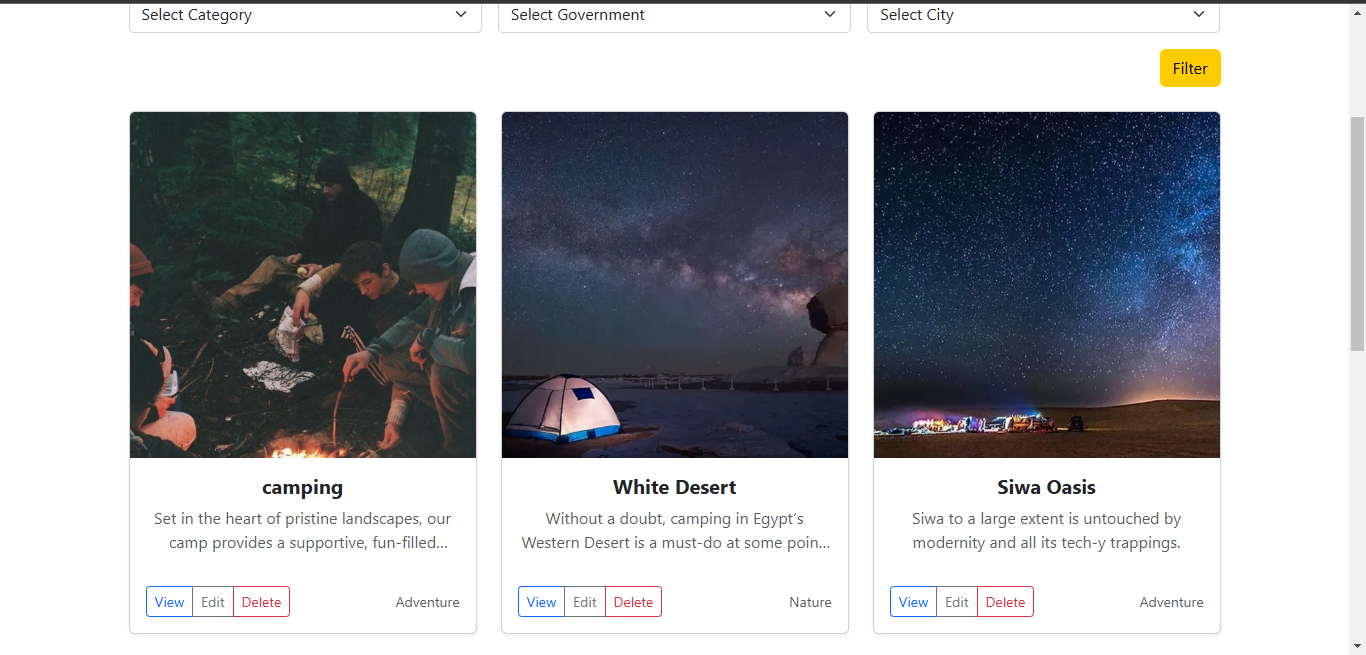 Select Category
Select Government
Select City
Filter
camping
Set in the heart of pristine landscapes, our
camp provides a supportive, fun-filled...
View
Edit
Delete
Adventure
White Desert
Without a doubt, camping in Egypt’s
Western Desert is a must-do at some poin...
View
Edit
Delete
Nature
Siwa Oasis
Siwa to a large extent is untouched by
modernity and all its tech-y trappings.
View
Edit
Delete
Adventure